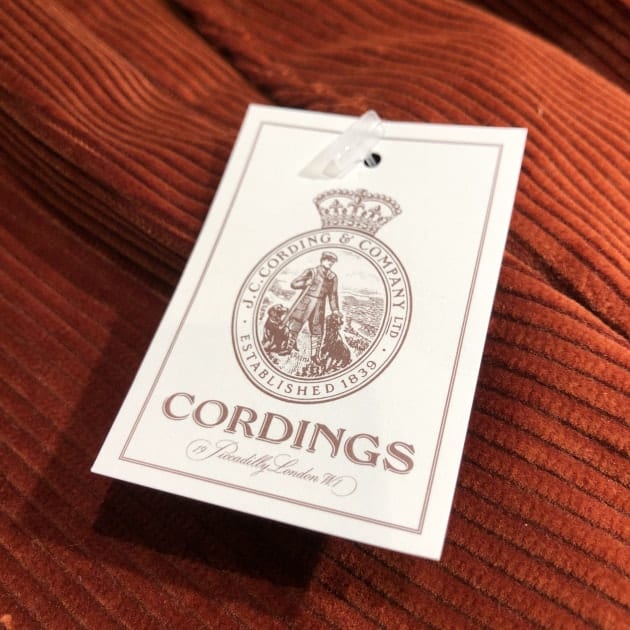 J.C.CORDING & COMPANY LTD
· ESTABLISHED 1839 ·
CORDINGS
19 Piccadilly London W1